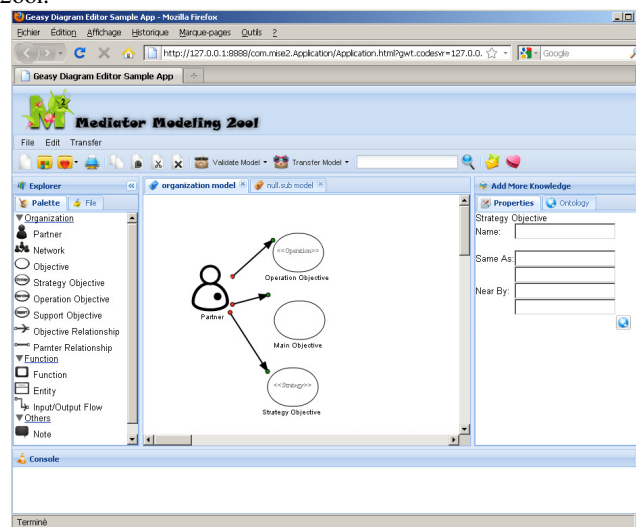 2ool.
Geasy Diagram Editor Sample App - Mozilla Firefox
Fichier Édition Affichage Historique Marque-pages Outils ?
http://127.0.0.1:8888/com.mise2.Application/Application.html?gwt.codesvr=127.0.0.
Google
Geasy Diagram Editor Sample App
M 2
Mediator Modeling 2ool
File Edit Transfer
Validate Model Transfer Model
Explorer
organization model
null.sub model
Add More Knowledge
Palette File
Properties Ontology
Organization
Partner
Network
Objective
Strategy Objective
Operation Objective
Support Objective
Objective Relationship
Pamter Relationship
Function
Function
Entity
Input/Output Flow
Others
Note
<<Operation>>
Operation Objective
Partner
Main Objective
<<Strategy>>
Strategy Objective
Strategy Objective
Name:
Same As:
Near By:
Console
Terminé